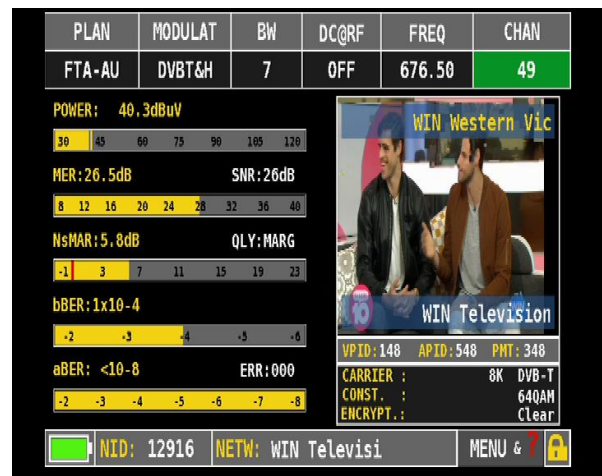 PLAN MODULAT BW DC@RF FREQ CHAN
FTA-AU DVBT&H 7 OFF 676.50 49
POWER: 40.3dBuV
30 45 60 75 90 105 120
MER:26.5dB SNR:26dB
8 12 16 20 24 28 32 36 40
NsMAR:5.8dB QLY:MARG
-1 3 7 11 15 19 23
bBER:1x10-4
-2 -3 -4 -5 -6
aBER: <10-8 ERR:000
-2 -3 -4 -5 -6 -7 -8
WIN Western Vic
10
WIN Television
VPID:148 APID:548 PMT:348
CARRIER : 8K DVB-T
CONST. : 64QAM
ENCRYPT.: Clear
NID: 12916 NETW: WIN Televisi MENU & ?